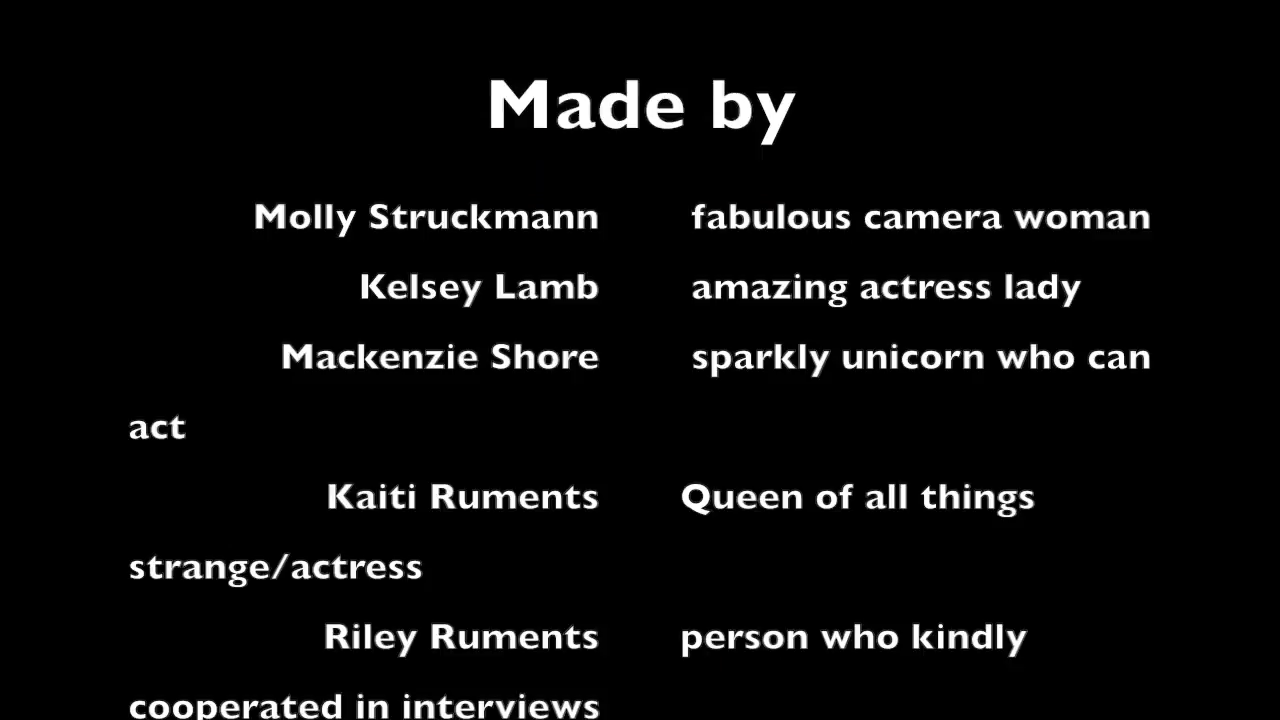 Made by
Molly Struckmann fabulous camera woman
Kelsey Lamb amazing actress lady
Mackenzie Shore sparkly unicorn who can
act
Kaiti Ruments Queen of all things
strange/actress
Riley Ruments person who kindly
cooperated in interviews